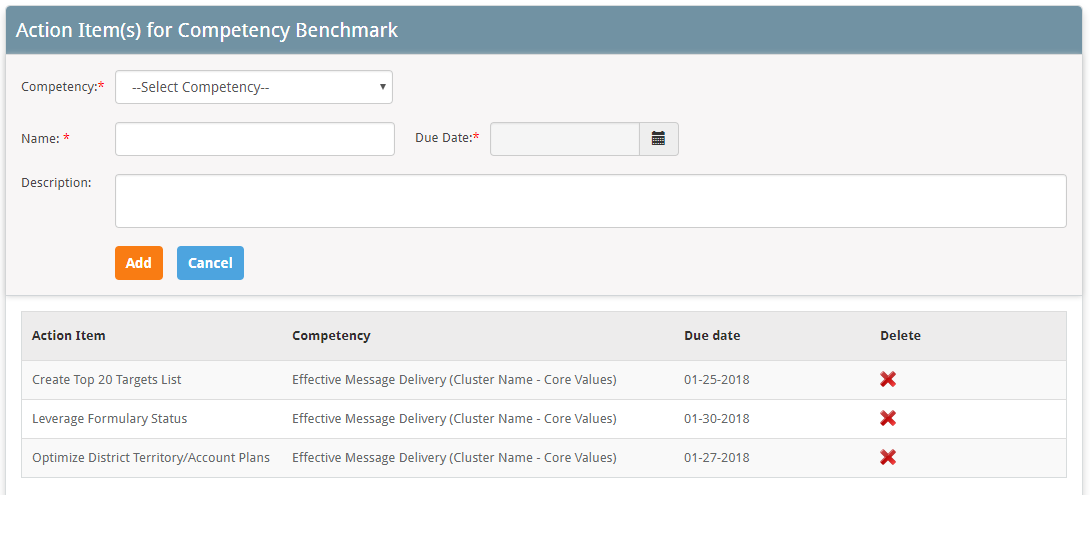 Action Item(s) for Competency Benchmark
Competency:* --Select Competency--
Name: * Due Date:*
Description:
Add Cancel
Action Item Competency Due date Delete
Create Top 20 Targets List Effective Message Delivery (Cluster Name - Core Values) 01-25-2018
Leverage Formulary Status Effective Message Delivery (Cluster Name - Core Values) 01-30-2018
Optimize District Territory/Account Plans Effective Message Delivery (Cluster Name - Core Values) 01-27-2018